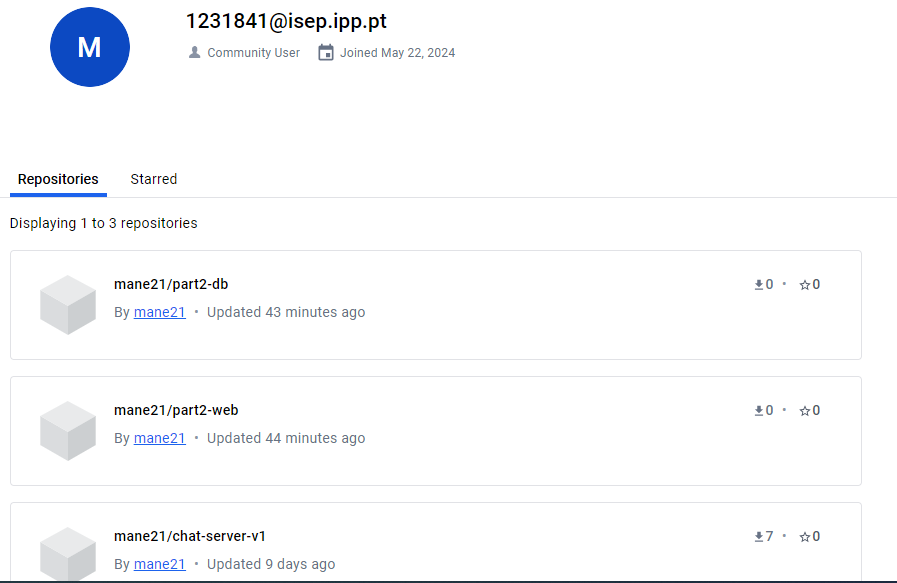 M
1231841@isep.ipp.pt
Community User Joined May 22, 2024
Repositories Starred
Displaying 1 to 3 repositories
mane21/part2-db 0 • 0
By mane21 • Updated 43 minutes ago
mane21/part2-web 0 • 0
By mane21 • Updated 44 minutes ago
mane21/chat-server-v1 7 • 0
By mane21 • Updated 9 days ago